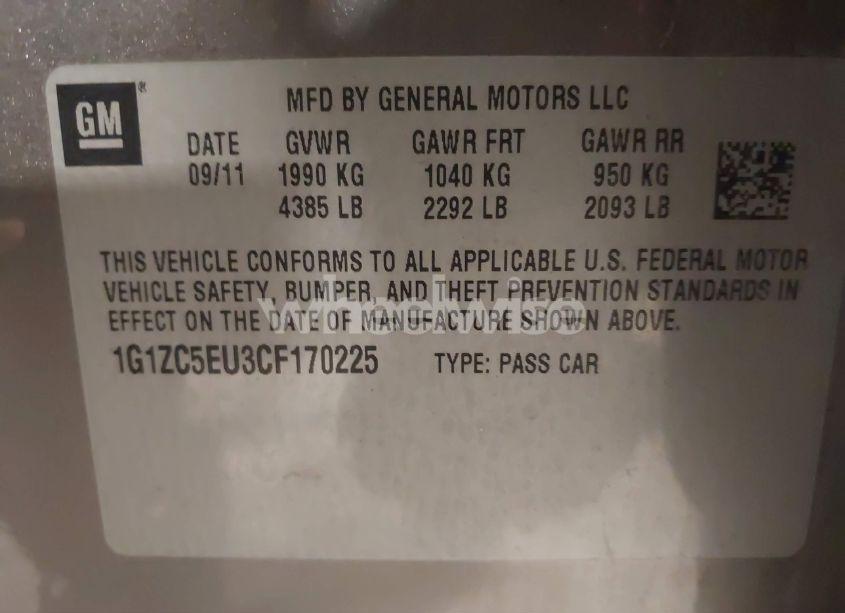 GM
MFD BY GENERAL MOTORS LLC
DATE GVWR GAWR FRT GAWR RR
09/11 1990 KG 1040 KG 950 KG
4385 LB 2292 LB 2093 LB
THIS VEHICLE CONFORMS TO ALL APPLICABLE U.S. FEDERAL MOTOR
VEHICLE SAFETY, BUMPER, AND THEFT PREVENTION STANDARDS IN
EFFECT ON THE DATE OF MANUFACTURE SHOWN ABOVE.
1G1ZC5EU3CF170225 TYPE: PASS CAR